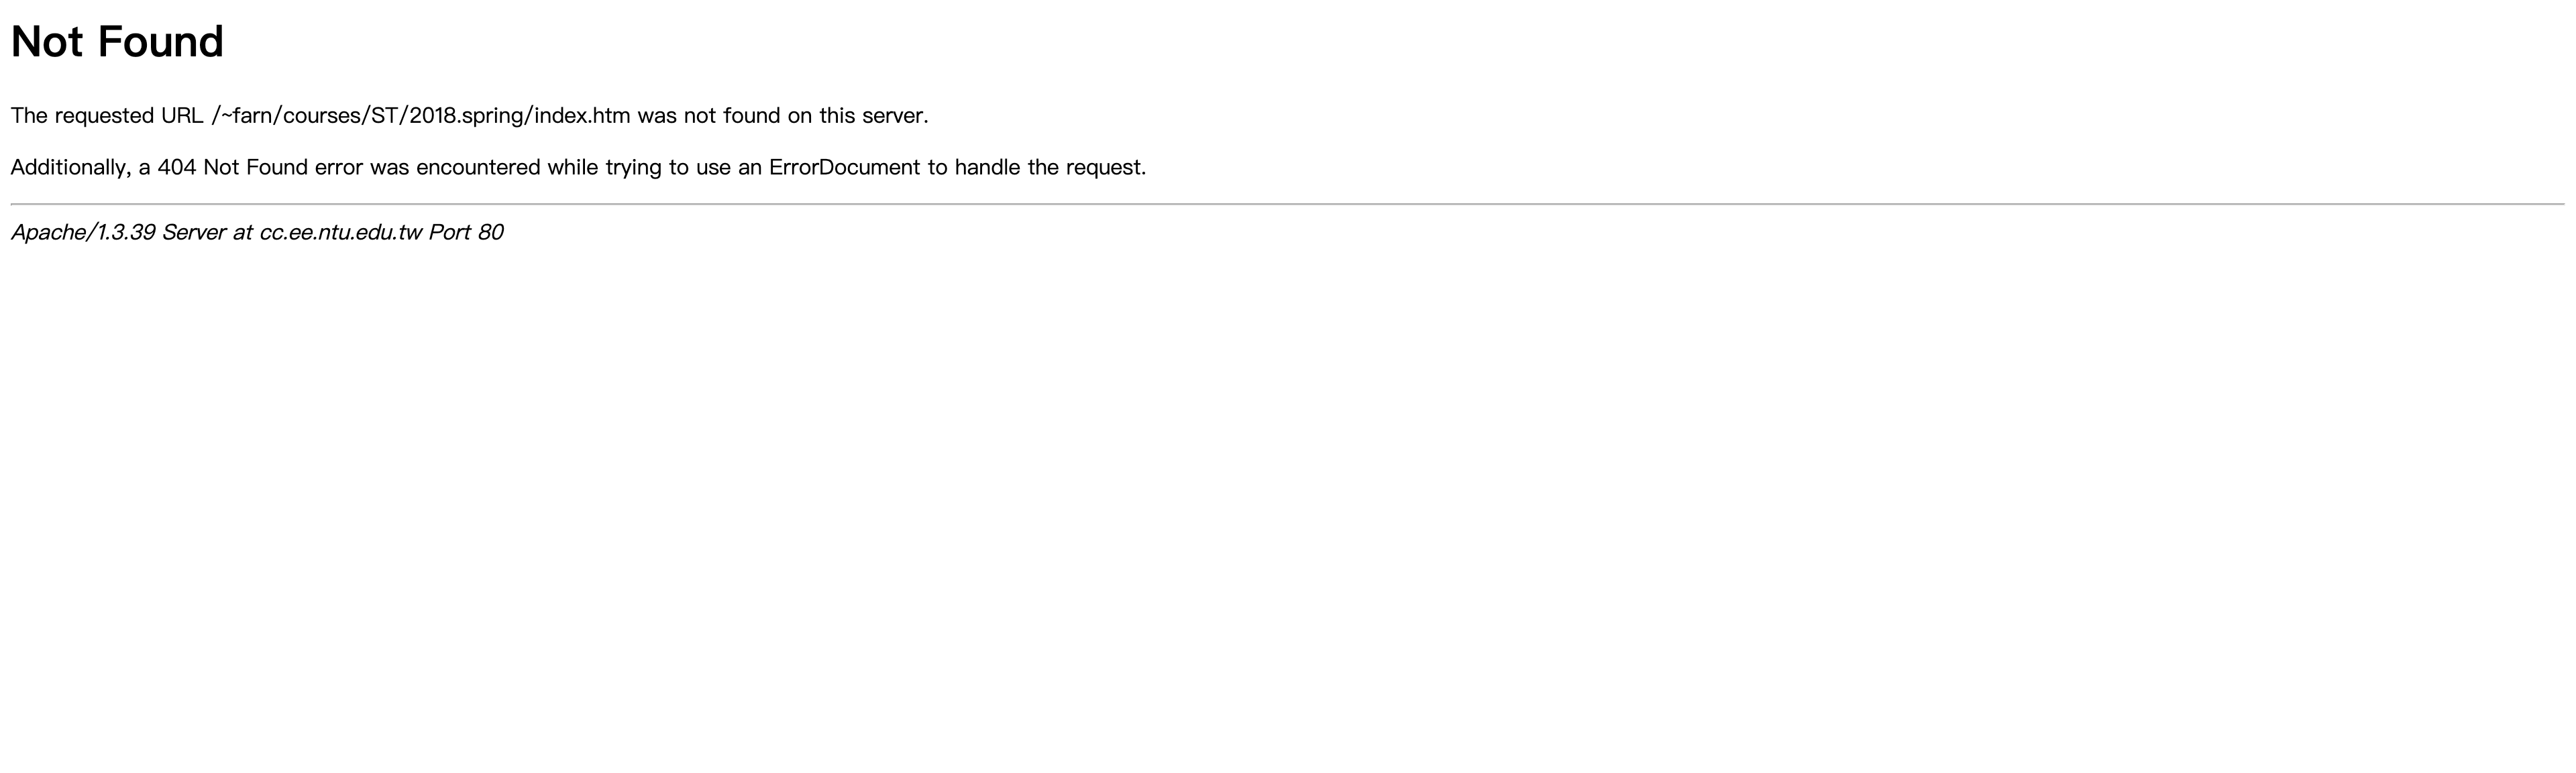 Not Found
The requested URL /~farn/courses/ST/2018.spring/index.htm was not found on this server.
Additionally, a 404 Not Found error was encountered while trying to use an ErrorDocument to handle the request.
Apache/1.3.39 Server at cc.ee.ntu.edu.tw Port 80